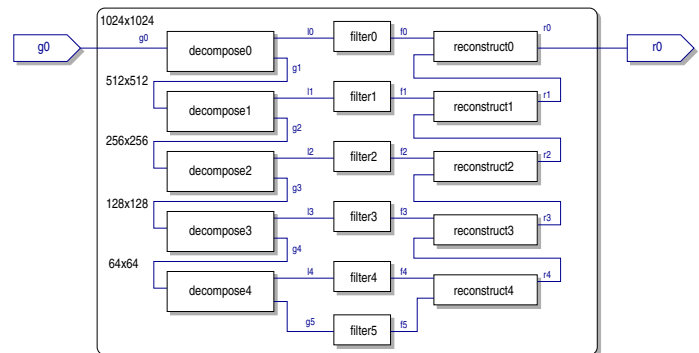 1024x1024
g0
g0
decompose0
l0
filter0
f0
reconstruct0
r0
r0
g1
512x512
decompose1
l1
filter1
f1
reconstruct1
r1
g2
256x256
decompose2
l2
filter2
f2
reconstruct2
r2
g3
128x128
decompose3
l3
filter3
f3
reconstruct3
r3
g4
64x64
decompose4
l4
filter4
f4
reconstruct4
r4
g5
filter5
f5